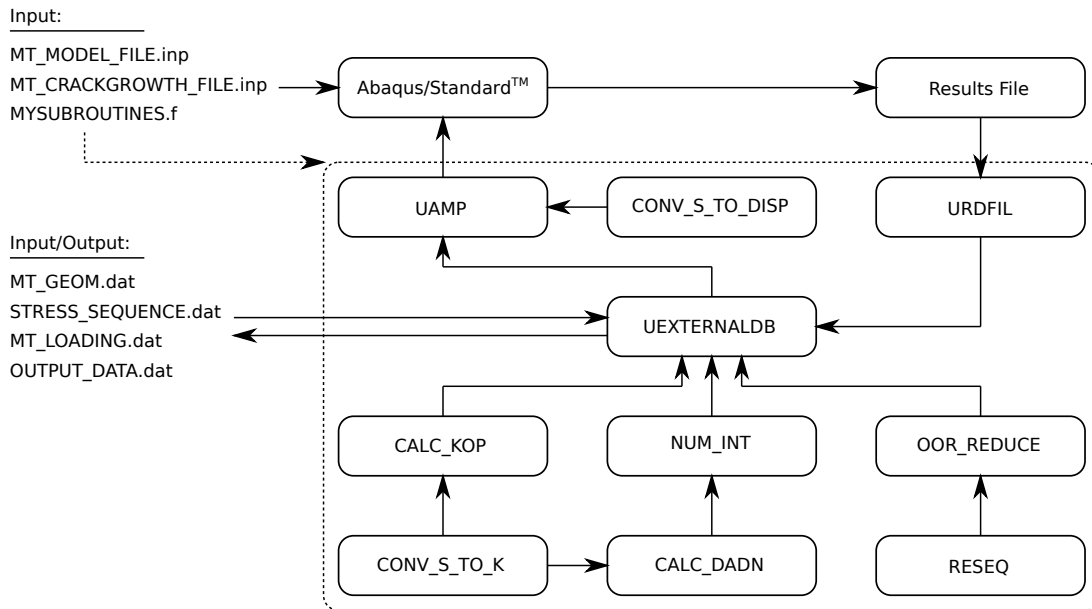 Input:
MT_MODEL_FILE.inp
MT_CRACKGROWTH_FILE.inp
MYSUBROUTINES.f
Abaqus/Standard™
Results File
UAMP
CONV_S_TO_DISP
URDFIL
Input/Output:
MT_GEOM.dat
STRESS_SEQUENCE.dat
MT_LOADING.dat
OUTPUT_DATA.dat
UEXTERNALDB
CALC_KOP
NUM_INT
OOR_REDUCE
CONV_S_TO_K
CALC_DADN
RESEQ